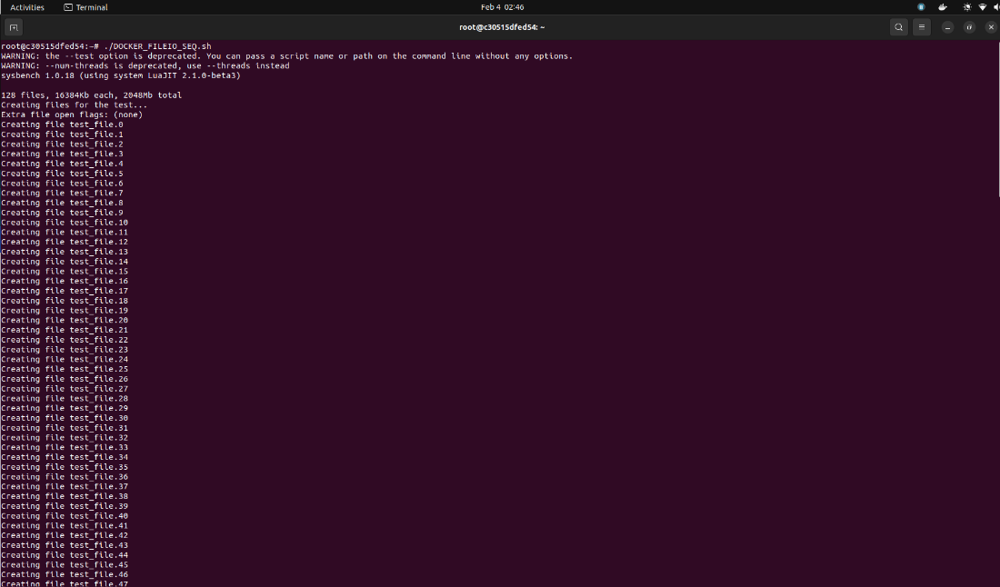 Activities Terminal Feb 4 02:46
root@c30515dfed54: ~
root@c30515dfed54:~# ./DOCKER_FILEIO_SEQ.sh
WARNING: the --test option is deprecated. You can pass a script name or path on the command line without any options.
WARNING: --num-threads is deprecated, use --threads instead
sysbench 1.0.18 (using system LuaJIT 2.1.0-beta3)
128 files, 16384Kb each, 2048Mb total
Creating files for the test...
Extra file open flags: (none)
Creating file test_file.0
Creating file test_file.1
Creating file test_file.2
Creating file test_file.3
Creating file test_file.4
Creating file test_file.5
Creating file test_file.6
Creating file test_file.7
Creating file test_file.8
Creating file test_file.9
Creating file test_file.10
Creating file test_file.11
Creating file test_file.12
Creating file test_file.13
Creating file test_file.14
Creating file test_file.15
Creating file test_file.16
Creating file test_file.17
Creating file test_file.18
Creating file test_file.19
Creating file test_file.20
Creating file test_file.21
Creating file test_file.22
Creating file test_file.23
Creating file test_file.24
Creating file test_file.25
Creating file test_file.26
Creating file test_file.27
Creating file test_file.28
Creating file test_file.29
Creating file test_file.30
Creating file test_file.31
Creating file test_file.32
Creating file test_file.33
Creating file test_file.34
Creating file test_file.35
Creating file test_file.36
Creating file test_file.37
Creating file test_file.38
Creating file test_file.39
Creating file test_file.40
Creating file test_file.41
Creating file test_file.42
Creating file test_file.43
Creating file test_file.44
Creating file test_file.45
Creating file test_file.46
Creating file test_file.47